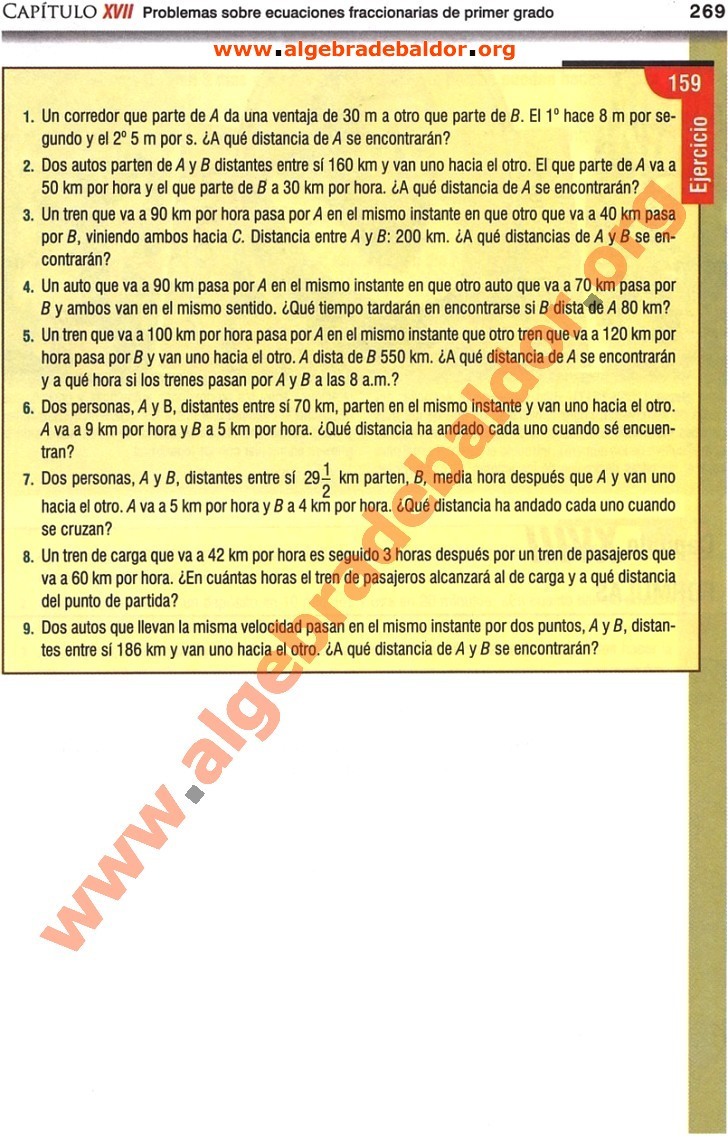 CAPÍTULO XVII Problemas sobre ecuaciones fraccionarias de primer grado 269
www.algebradebaldor.org
159
Ejercicio
1. Un corredor que parte de A da una ventaja de 30 m a otro que parte de B. El 1º hace 8 m por se-
gundo y el 2º 5 m por s. ¿A qué distancia de A se encontrarán?
2. Dos autos parten de A y B distantes entre sí 160 km y van uno hacia el otro. El que parte de A va a
50 km por hora y el que parte de B a 30 km por hora. ¿A qué distancia de A se encontrarán?
3. Un tren que va a 90 km por hora pasa por A en el mismo instante en que otro que va a 40 km pasa
por B, viniendo ambos hacia C. Distancia entre A y B: 200 km. ¿A qué distancias de A y B se en-
contrarán?
4. Un auto que va a 90 km pasa por A en el mismo instante en que otro auto que va a 70 km pasa por
B y ambos van en el mismo sentido. ¿Qué tiempo tardarán en encontrarse si B dista de A 80 km?
5. Un tren que va a 100 km por hora pasa por A en el mismo instante que otro tren que va a 120 km por
hora pasa por B y van uno hacia el otro. A dista de B 550 km. ¿A qué distancia de A se encontrarán
y a qué hora si los trenes pasan por A y B a las 8 a.m.?
6. Dos personas, A y B, distantes entre sí 70 km, parten en el mismo instante y van uno hacia el otro.
A va a 9 km por hora y B a 5 km por hora. ¿Qué distancia ha andado cada uno cuando sé encuen-
tran?
7. Dos personas, A y B, distantes entre sí 29 1/2 km parten, B, media hora después que A y van uno
hacia el otro. A va a 5 km por hora y B a 4 km por hora. ¿Qué distancia ha andado cada uno cuando
se cruzan?
8. Un tren de carga que va a 42 km por hora es seguido 3 horas después por un tren de pasajeros que
va a 60 km por hora. ¿En cuántas horas el tren de pasajeros alcanzará al de carga y a qué distancia
del punto de partida?
9. Dos autos que llevan la misma velocidad pasan en el mismo instante por dos puntos, A y B, distan-
tes entre sí 186 km y van uno hacia el otro. ¿A qué distancia de A y B se encontrarán?
www.algebradebaldor.org